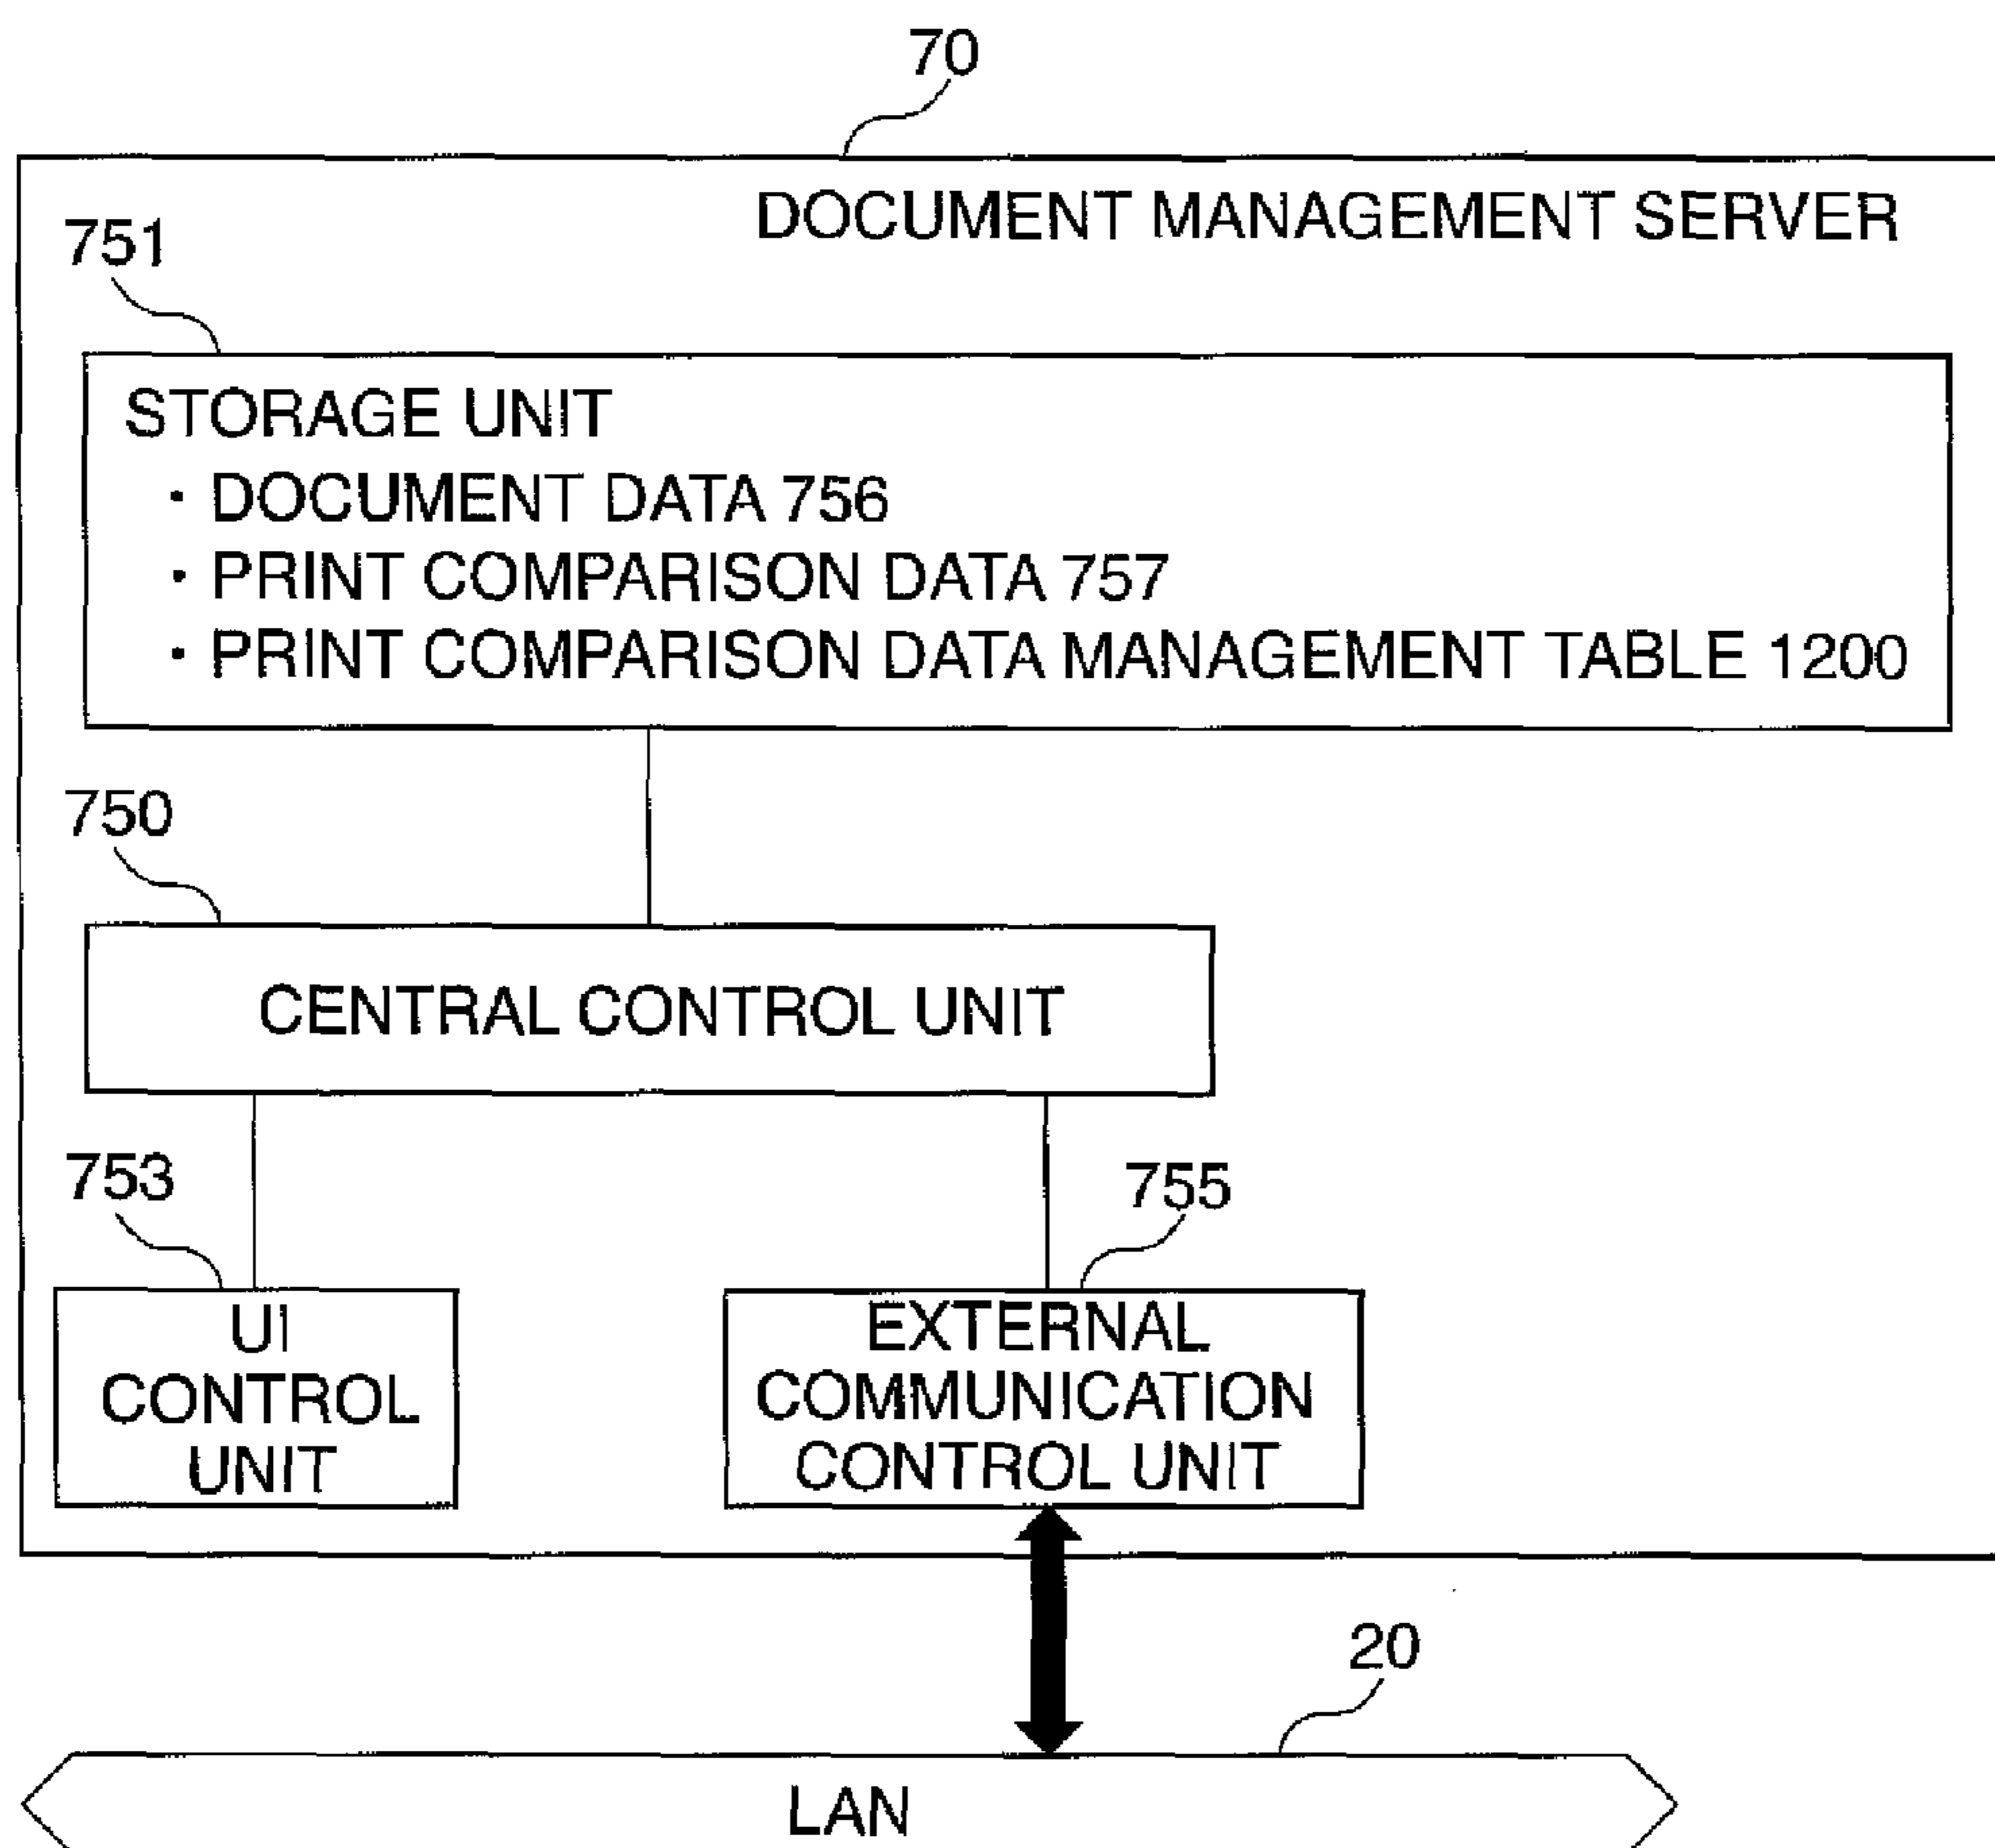 70
DOCUMENT MANAGEMENT SERVER
751
STORAGE UNIT
・DOCUMENT DATA 756
・PRINT COMPARISON DATA 757
・PRINT COMPARISON DATA MANAGEMENT TABLE 1200
750
CENTRAL CONTROL UNIT
753
755
UI
CONTROL
UNIT
EXTERNAL
COMMUNICATION
CONTROL UNIT
20
LAN